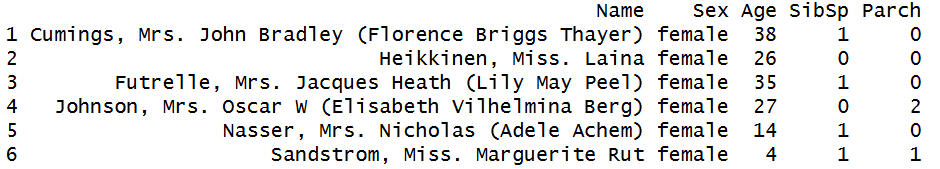 Name Sex Age SibSp Parch
1 Cumings, Mrs. John Bradley (Florence Briggs Thayer) female 38 1 0
2 Heikkinen, Miss. Laina female 26 0 0
3 Futrelle, Mrs. Jacques Heath (Lily May Peel) female 35 1 0
4 Johnson, Mrs. Oscar W (Elisabeth Vilhelmina Berg) female 27 0 2
5 Nasser, Mrs. Nicholas (Adele Achem) female 14 1 0
6 Sandstrom, Miss. Marguerite Rut female 4 1 1